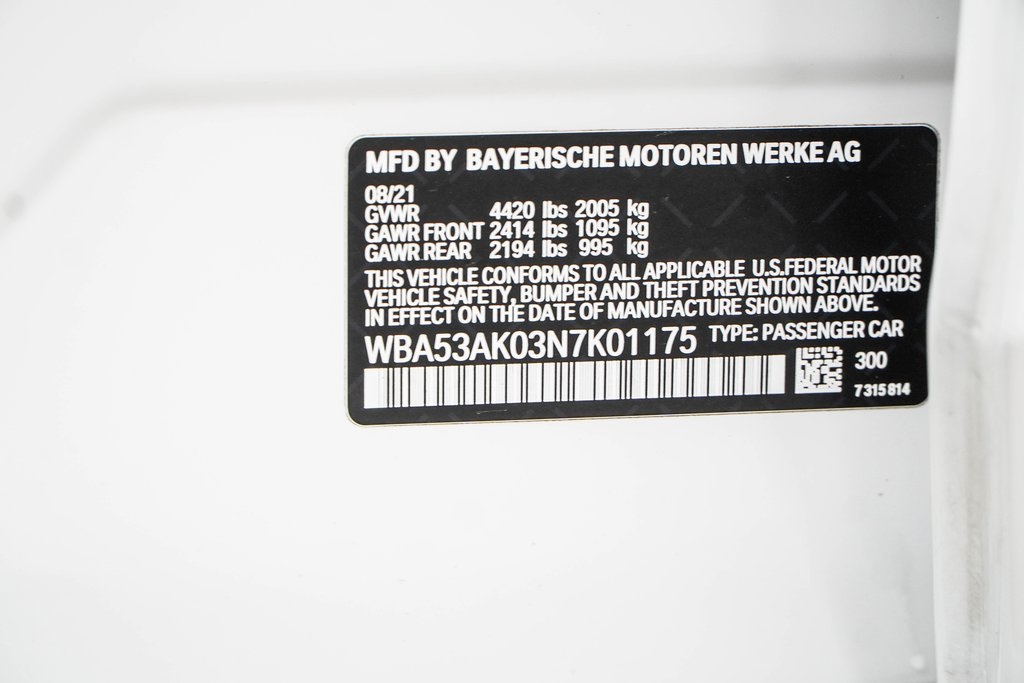 MFD BY BAYERISCHE MOTOREN WERKE AG
08/21
GVWR 4420 lbs 2005 kg
GAWR FRONT 2414 lbs 1095 kg
GAWR REAR 2194 lbs 995 kg
THIS VEHICLE CONFORMS TO ALL APPLICABLE U.S.FEDERAL MOTOR
VEHICLE SAFETY, BUMPER AND THEFT PREVENTION STANDARDS
IN EFFECT ON THE DATE OF MANUFACTURE SHOWN ABOVE.
WBA53AK03N7K01175 TYPE: PASSENGER CAR
300
7315814